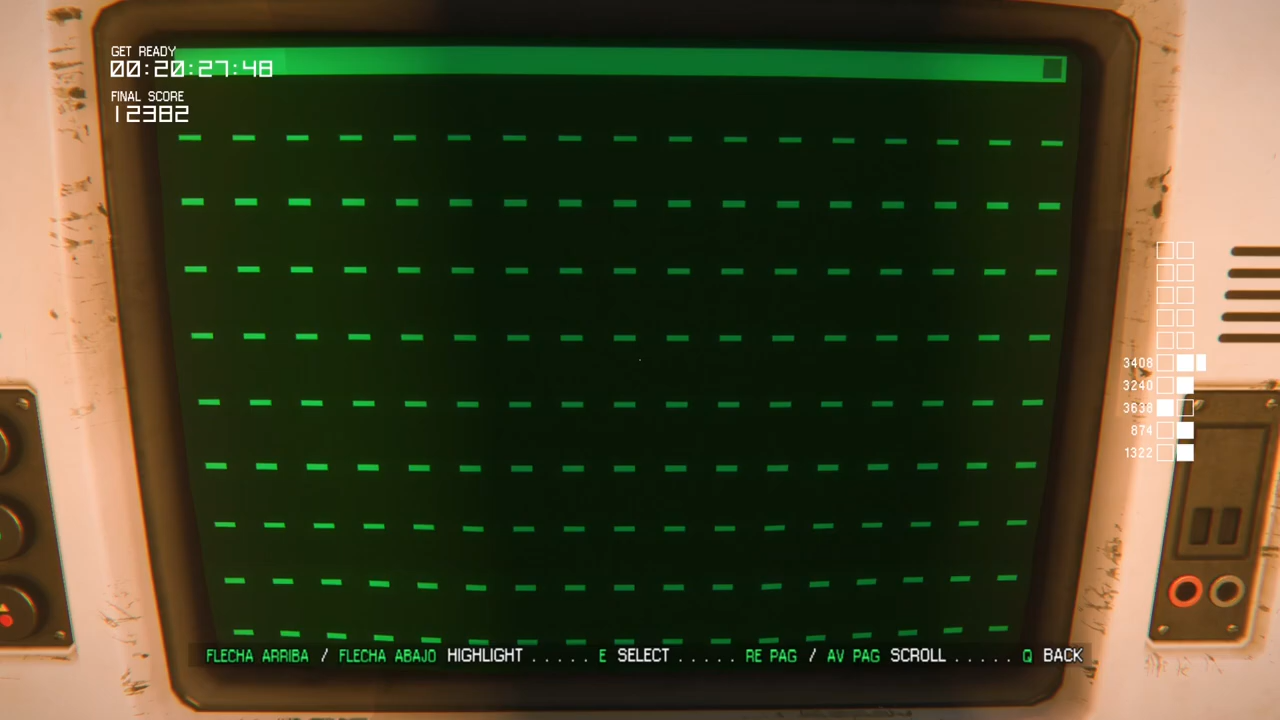 GET READY
00:20:27:48
FINAL SCORE
12382
3408
3240
3638
874
1322
FLECHA ARRIBA / FLECHA ABAJO HIGHLIGHT ..... E SELECT ..... RE PAG / AV PAG SCROLL ..... Q BACK